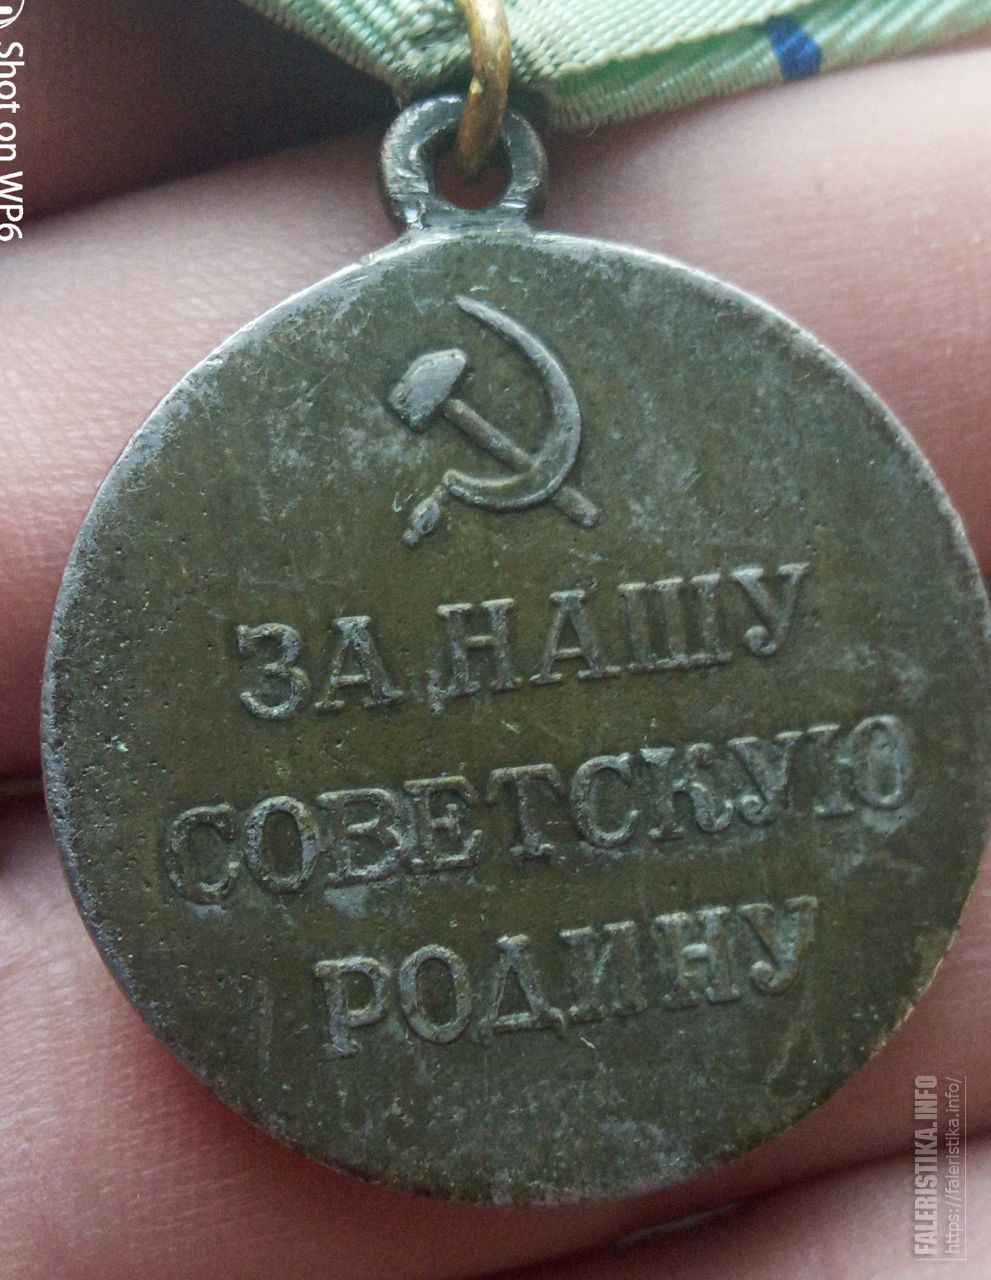 Shot on WP6
ЗА НАШУ
СОВЕТСКУЮ
РОДИНУ
FALERISTIKA.INFO
https://faleristika.info/